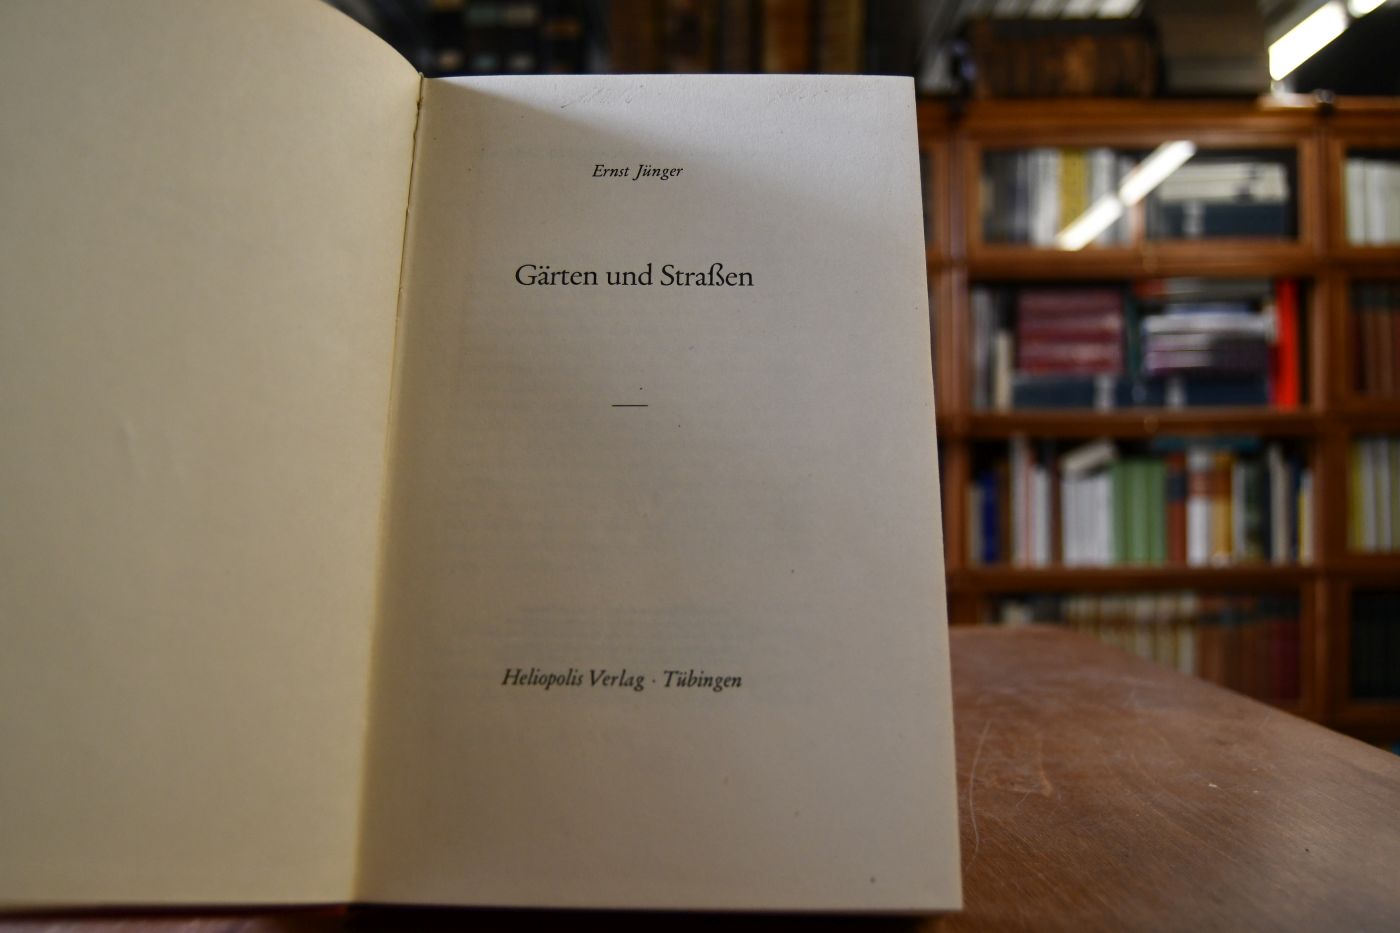 Ernst Jünger
Gärten und Straßen
Heliopolis Verlag · Tübingen